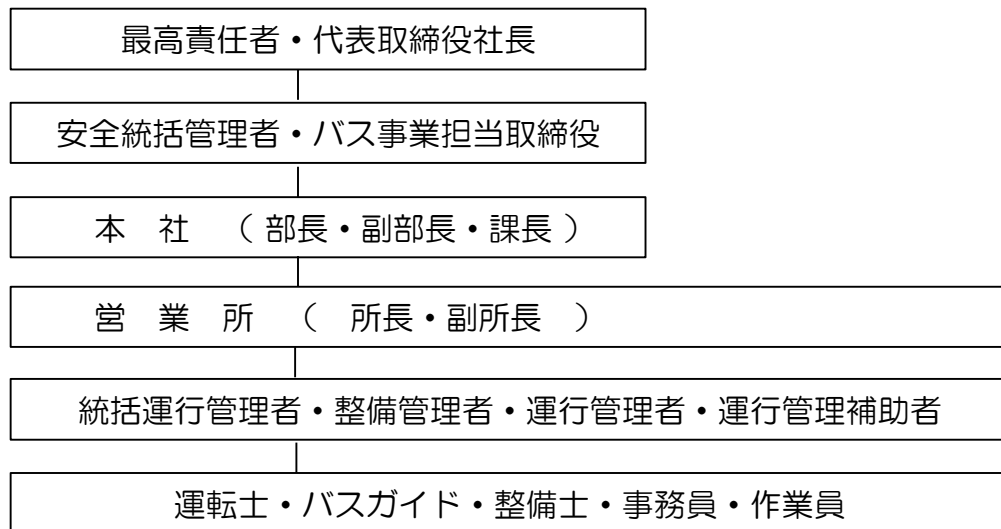 最高責任者・代表取締役社長
安全統括管理者・バス事業担当取締役
本　社　（部長・副部長・課長）
営　業　所　（　所長・副所長　）
統括運行管理者・整備管理者・運行管理者・運行管理補助者
運転士・バスガイド・整備士・事務員・作業員